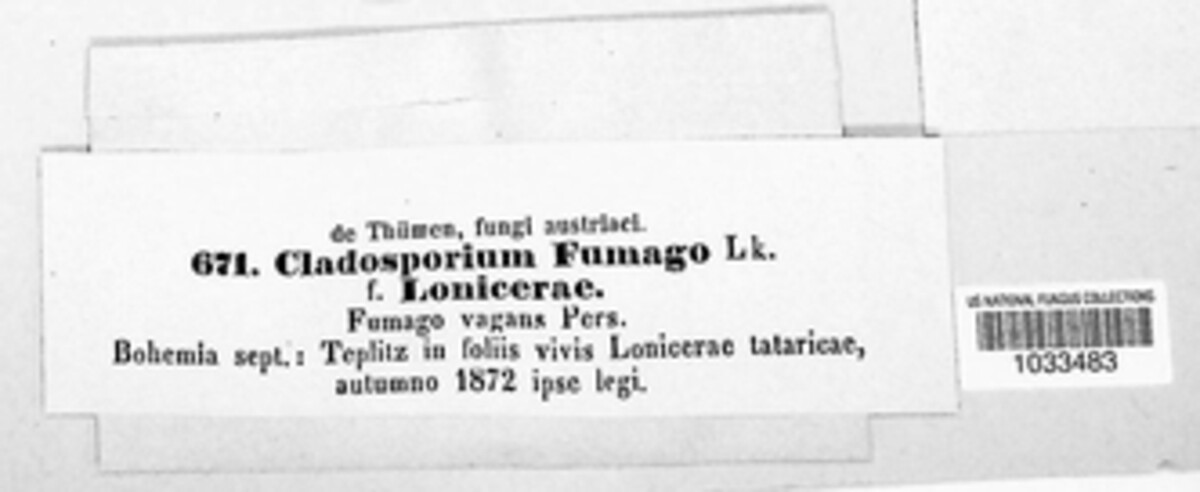 de Thümen, fungi austriaci.
671. Cladosporium Fumago Lk.
f. Lonicerae.
Fumago vagans Pers.
Bohemia sept.: Teplitz in foliis vivis Lonicerae tataricae,
autumno 1872 ipse legi.
US NATIONAL FUNGUS COLLECTIONS
1033483